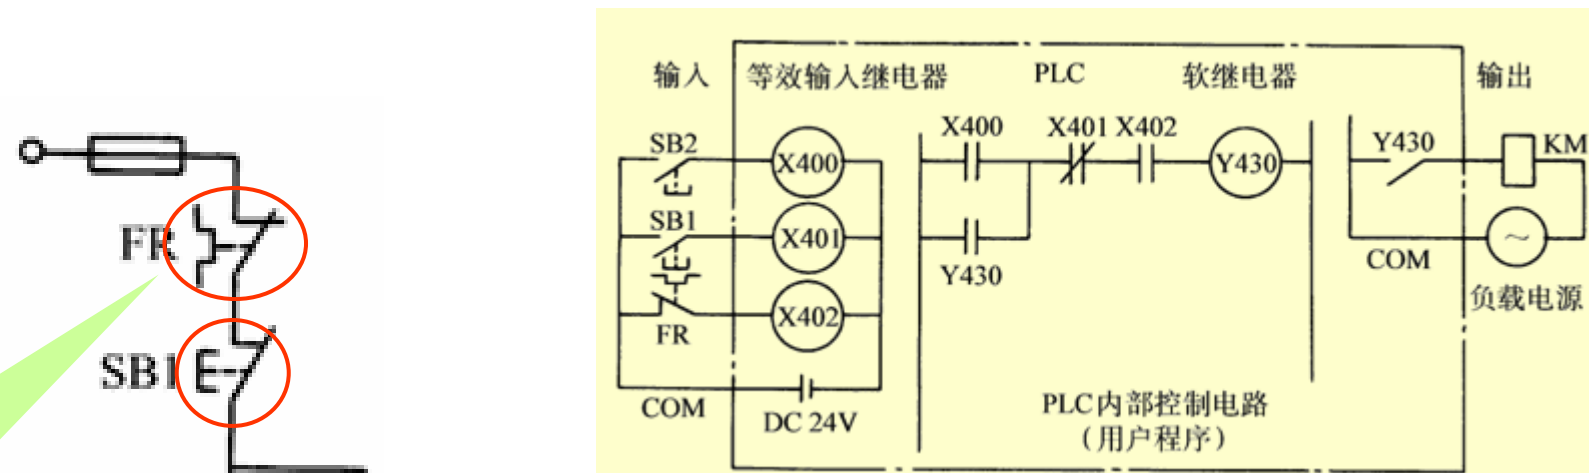 FR
SB1
输入
等效输入继电器
PLC
软继电器
输出
SB2
X400
X400
X401
X402
Y430
Y430
KM
SB1
X401
Y430
COM
FR
X402
负载电源
COM
DC 24V
PLC内部控制电路
（用户程序）